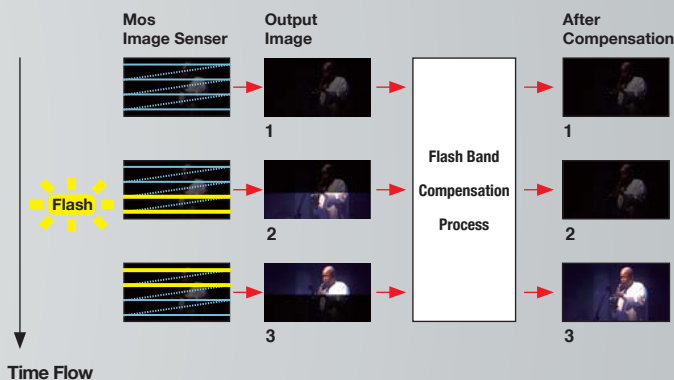 Mos
Image Senser
Output
Image
After
Compensation
1
1
Flash Band
Compensation
Process
Flash
2
2
3
3
Time Flow